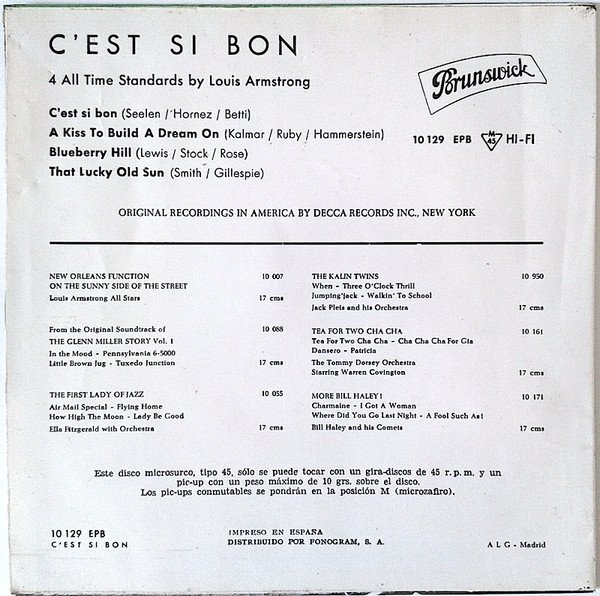 C'EST SI BON
4 All Time Standards by Louis Armstrong
C'est si bon (Seelen / Hornez / Betti)
A Kiss To Build A Dream On (Kalmar / Ruby / Hammerstein)
Blueberry Hill (Lewis / Stock / Rose)
That Lucky Old Sun (Smith / Gillespie)
Brunswick
10 129 EPB M 45 HI-FI
ORIGINAL RECORDINGS IN AMERICA BY DECCA RECORDS INC., NEW YORK
NEW ORLEANS FUNCTION 10 007
ON THE SUNNY SIDE OF THE STREET
Louis Armstrong All Stars 17 cms
From the Original Soundtrack of 10 088
THE GLENN MILLER STORY Vol. 1
In the Mood - Pennsylvania 6-5000
Little Brown Jug - Tuxedo Junction 17 cms
THE FIRST LADY OF JAZZ 10 055
Air Mail Special - Flying Home
How High The Moon - Lady Be Good
Ella Fitzgerald with Orchestra 17 cms
THE KALIN TWINS 10 950
When - Three O'Clock Thrill
Jumping'jack - Walkin' To School
Jack Pleis and his Orchestra 17 cms
TEA FOR TWO CHA CHA 10 161
Tea For Two Cha Cha - Cha Cha Cha For Gia
Dansero - Patricia
The Tommy Dorsey Orchestra
Starring Warren Covington 17 cms
MORE BILL HALEY! 10 171
Charmaine - I Got A Woman
Where Did You Go Last Night - A Fool Such As I
Bill Haley and his Comets 17 cms
Este disco microsurco, tipo 45, sólo se puede tocar con un gira-discos de 45 r. p. m. y un
pic-up con un peso máximo de 10 grs. sobre el disco.
Los pic-ups conmutables se pondrán en la posición M (microzafiro).
10 129 EPB
C'EST SI BON
IMPRESO EN ESPAÑA
DISTRIBUIDO POR FONOGRAM, S. A.
A L G - Madrid